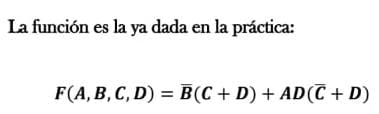 La función es la ya dada en la práctica:
F(A, B, C, D) = B̅(C + D) + AD(C̅ + D)